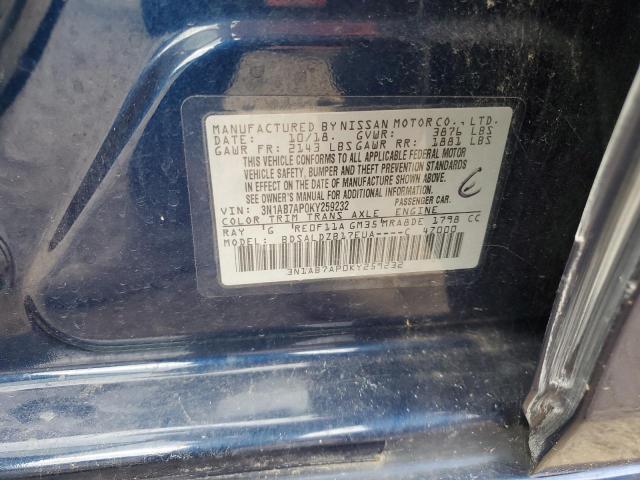 MANUFACTURED BY NISSAN MOTOR CO., LTD.
DATE: 10/18. GVWR: 3876 LBS
GAWR FR: 2143 LBS GAWR RR: 1881 LBS
THIS VEHICLE CONFORMS TO ALL APPLICABLE FEDERAL MOTOR
VEHICLE SAFETY, BUMPER AND THEFT PREVENTION STANDARDS
IN EFFECT ON THE DATE OF MANUFACTURE SHOWN ABOVE.
SEE OWNER'S MANUAL FOR ADDITIONAL INFORMATION.
PASSENGER CAR
VIN: 3N1AB7AP0KY259232
COLOR TRIM TRANS AXLE ENGINE
RAY G RE0F11A GM35 MRA8DE 1798 CC
MODEL: BDSALDZB17EUA----C 47000
3N1AB7AP0KY259232